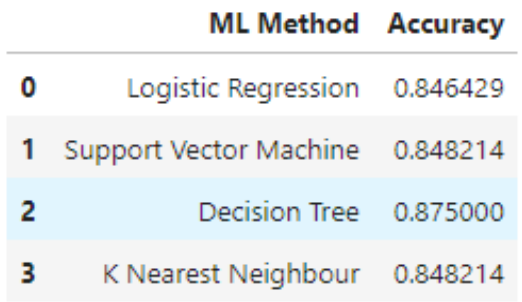 ML Method Accuracy
0 Logistic Regression 0.846429
1 Support Vector Machine 0.848214
2 Decision Tree 0.875000
3 K Nearest Neighbour 0.848214